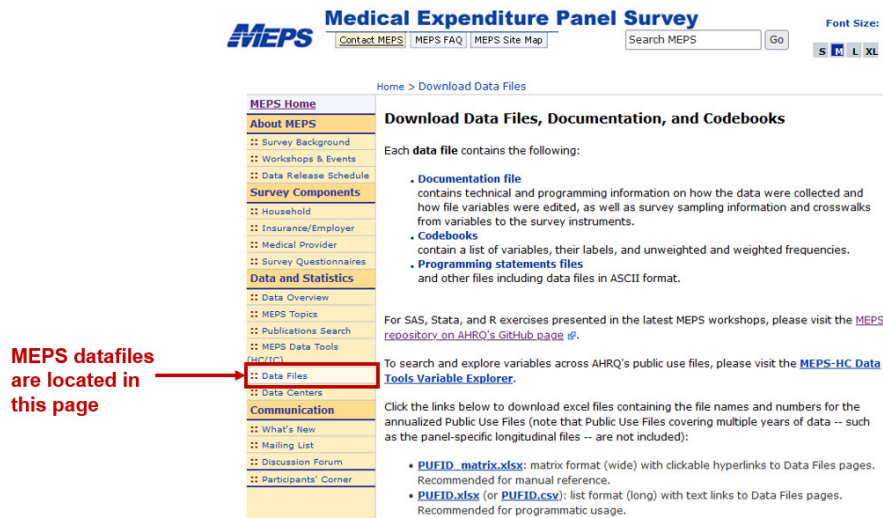 MEPS
Medical Expenditure Panel Survey
Contact MEPS MEPS FAQ MEPS Site Map
Search MEPS Go
Font Size:
S M L XL
Home > Download Data Files
MEPS Home
About MEPS
:: Survey Background
:: Workshops & Events
:: Data Release Schedule
Survey Components
:: Household
:: Insurance/Employer
:: Medical Provider
:: Survey Questionnaires
Data and Statistics
:: Data Overview
:: MEPS Topics
:: Publications Search
:: MEPS Data Tools
(HC/IC)
:: Data Files
:: Data Centers
Communication
:: What's New
:: Mailing List
:: Discussion Forum
:: Participants' Corner
MEPS datafiles
are located in
this page
Download Data Files, Documentation, and Codebooks
Each data file contains the following:
. Documentation file
contains technical and programming information on how the data were collected and
how file variables were edited, as well as survey sampling information and crosswalks
from variables to the survey instruments.
. Codebooks
contain a list of variables, their labels, and unweighted and weighted frequencies.
. Programming statements files
and other files including data files in ASCII format.
For SAS, Stata, and R exercises presented in the latest MEPS workshops, please visit the MEPS
repository on AHRQ's GitHub page.
To search and explore variables across AHRQ's public use files, please visit the MEPS-HC Data
Tools Variable Explorer.
Click the links below to download excel files containing the file names and numbers for the
annualized Public Use Files (note that Public Use Files covering multiple years of data -- such
as the panel-specific longitudinal files -- are not included):
• PUFID_matrix.xlsx: matrix format (wide) with clickable hyperlinks to Data Files pages.
Recommended for manual reference.
• PUFID.xlsx (or PUFID.csv): list format (long) with text links to Data Files pages.
Recommended for programmatic usage.